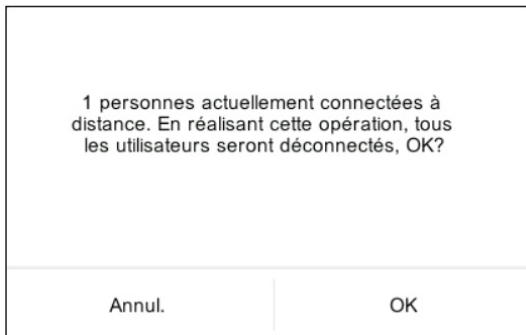 1 personnes actuellement connectées à
distance. En réalisant cette opération, tous
les utilisateurs seront déconnectés, OK?
Annul.
OK